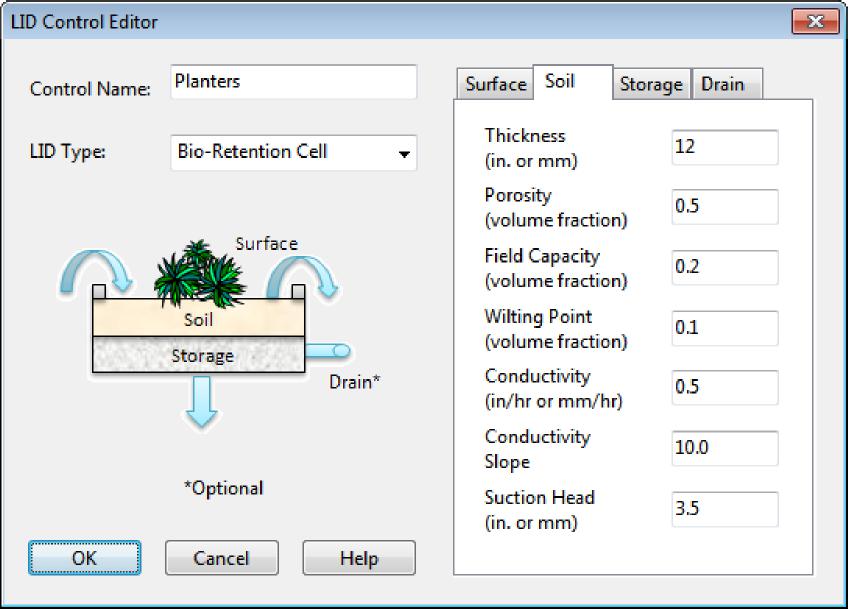 LID Control Editor
Control Name:
Planters
LID Type:
Bio-Retention Cell
Surface
Soil
Storage
Drain*
*Optional
OK
Cancel
Help
Surface
Soil
Storage
Drain
Thickness
(in. or mm)
12
Porosity
(volume fraction)
0.5
Field Capacity
(volume fraction)
0.2
Wilting Point
(volume fraction)
0.1
Conductivity
(in/hr or mm/hr)
0.5
Conductivity
Slope
10.0
Suction Head
(in. or mm)
3.5